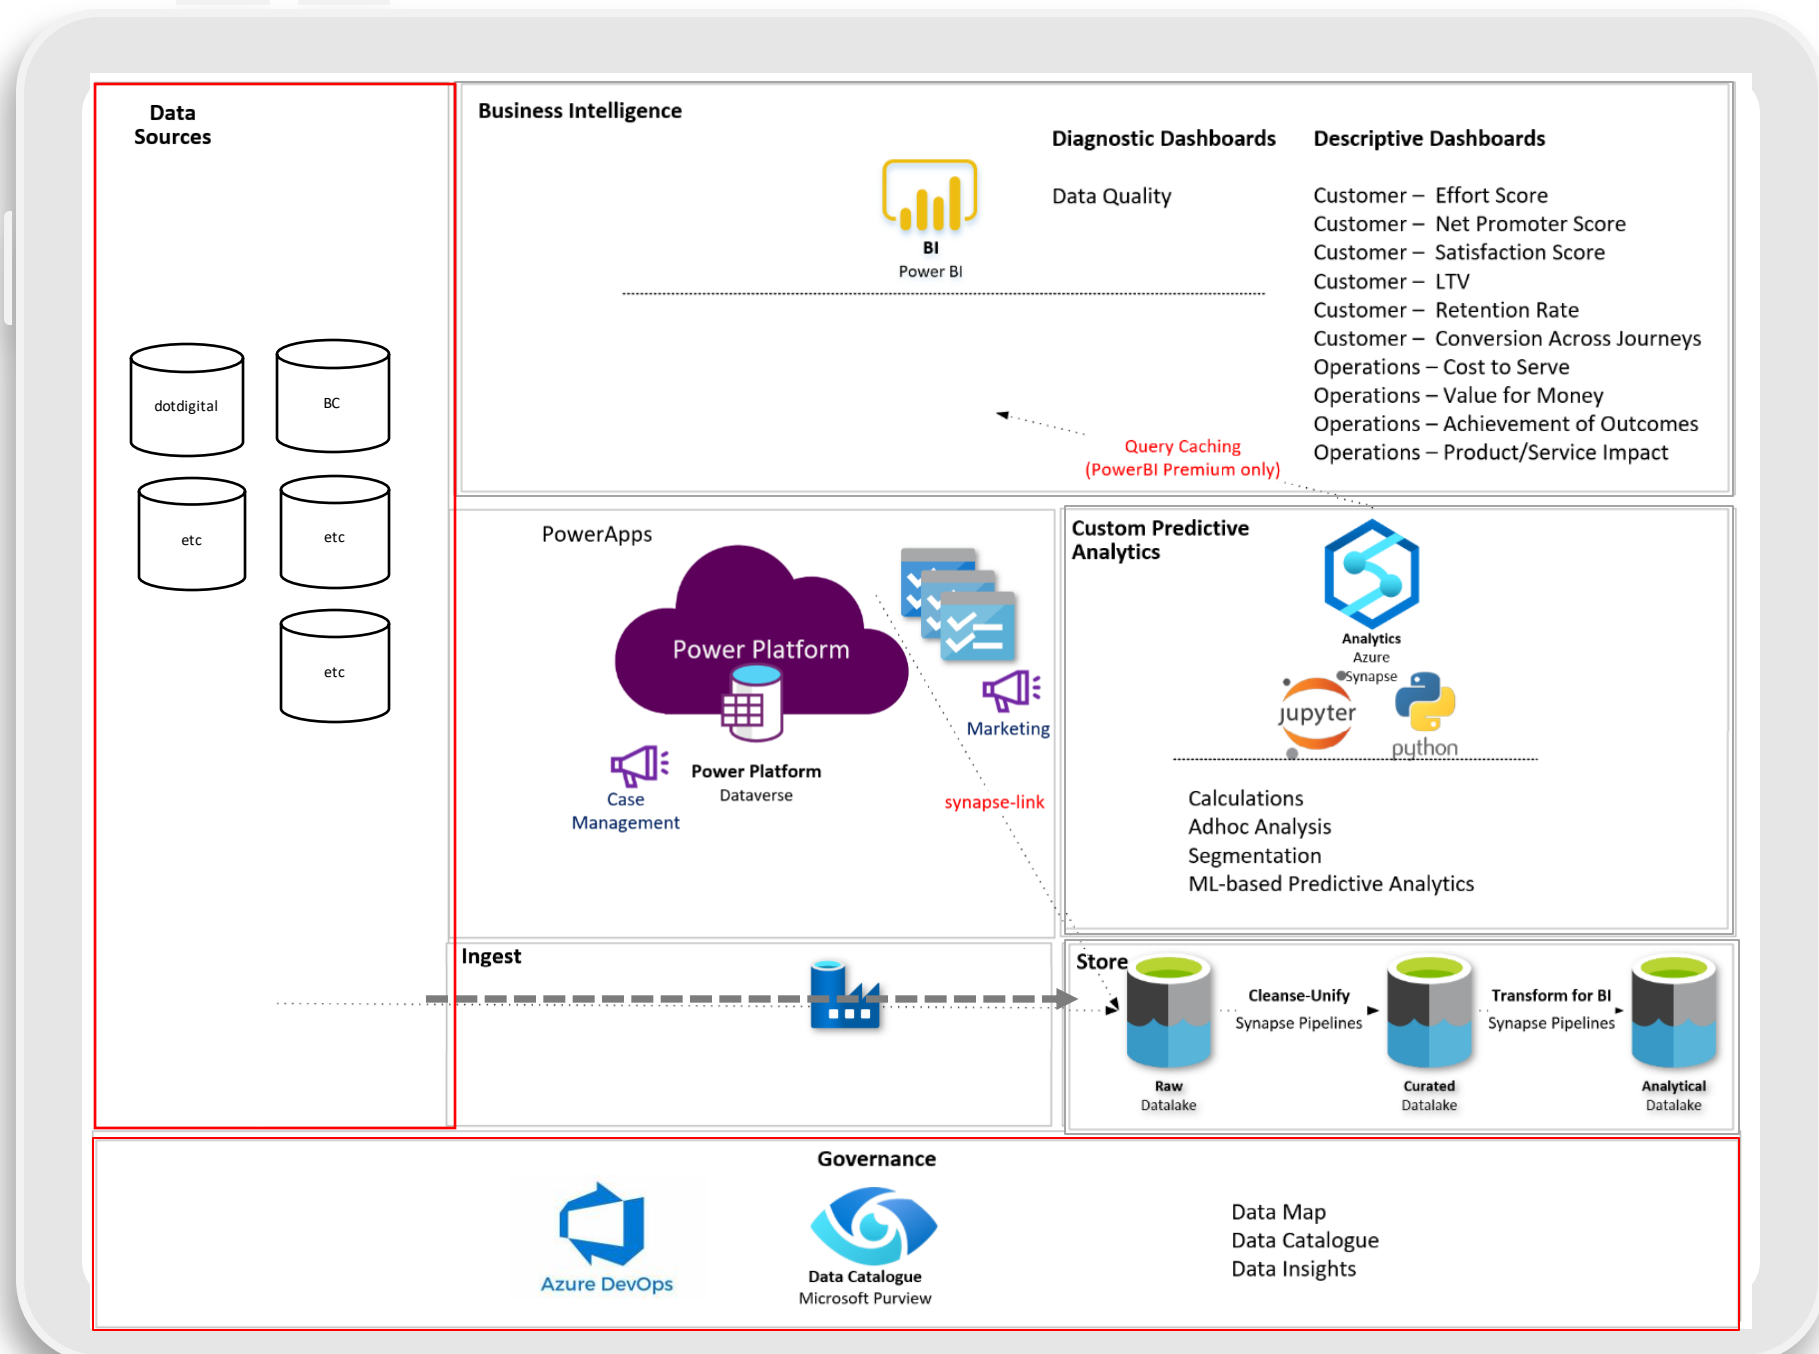 Data
Sources
dotdigital
BC
etc
etc
etc
Business Intelligence
BI
Power BI
Diagnostic Dashboards
Data Quality
Descriptive Dashboards
Customer – Effort Score
Customer – Net Promoter Score
Customer – Satisfaction Score
Customer – LTV
Customer – Retention Rate
Customer – Conversion Across Journeys
Operations – Cost to Serve
Operations – Value for Money
Operations – Achievement of Outcomes
Operations – Product/Service Impact
Query Caching
(PowerBI Premium only)
PowerApps
Power Platform
Marketing
Power Platform
Dataverse
Case
Management
synapse-link
Custom Predictive
Analytics
Analytics
Azure
Synapse
jupyter
python
Calculations
Adhoc Analysis
Segmentation
ML-based Predictive Analytics
Ingest
Store
Cleanse-Unify
Synapse Pipelines
Transform for BI
Synapse Pipelines
Raw
Datalake
Curated
Datalake
Analytical
Datalake
Governance
Azure DevOps
Data Catalogue
Microsoft Purview
Data Map
Data Catalogue
Data Insights